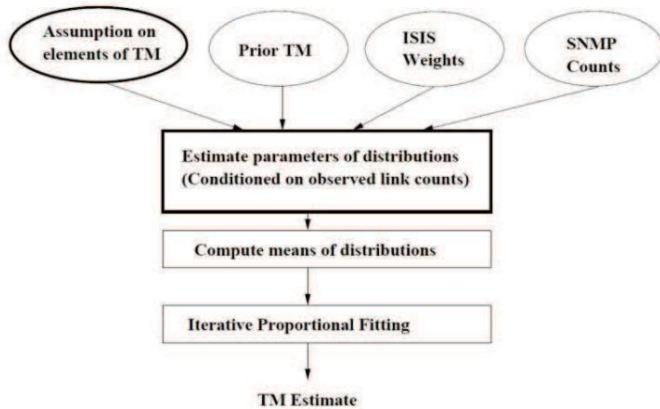 Assumption on
elements of TM
Prior TM
ISIS
Weights
SNMP
Counts
Estimate parameters of distributions
(Conditioned on observed link counts)
Compute means of distributions
Iterative Proportional Fitting
TM Estimate